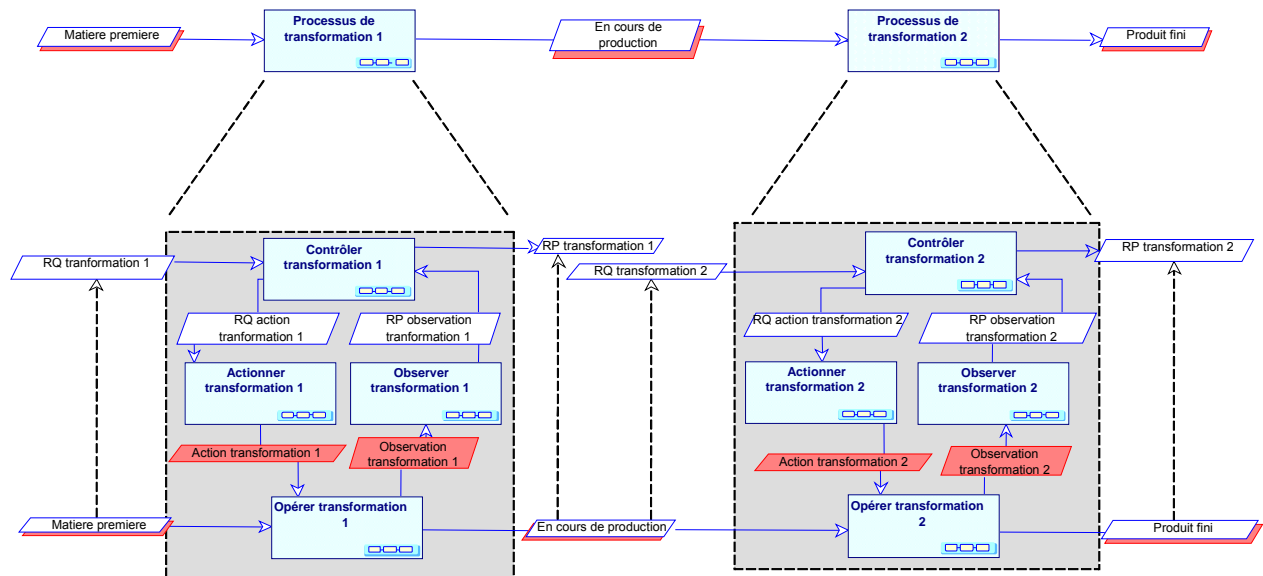 Processus de
transformation 1
Processus de
transformation 2
Matiere premiere
En cours de
production
Produit fini
Contrôler
transformation 1
RP transformation 1
Contrôler
transformation 2
RP transformation 2
RQ tranformation 1
RQ transformation 2
RQ action
tranformation 1
RP observation
tranformation 1
RQ action transformation 2
RP observation
transformation 2
Actionner
transformation 1
Observer
transformation 1
Actionner
transformation 2
Observer
transformation 2
Action transformation 1
Observation
transformation 1
Action transformation 2
Observation
transformation 2
Matiere premiere
Opérer transformation
1
En cours de production
Opérer transformation
2
Produit fini